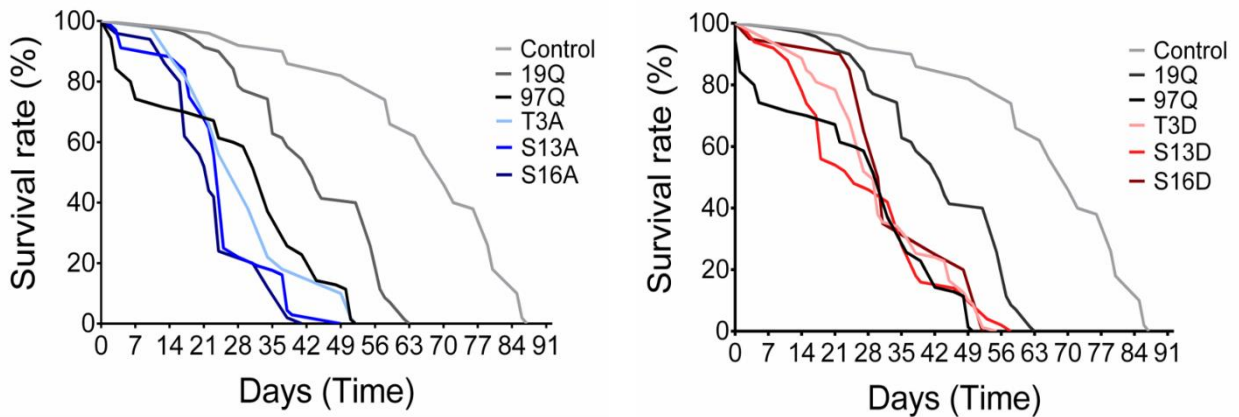 Survival rate (%)
100
80
60
40
20
0
0 7 14 21 28 35 42 49 56 63 70 77 84 91
Days (Time)
Control
19Q
97Q
T3A
S13A
S16A
Survival rate (%)
100
80
60
40
20
0
0 7 14 21 28 35 42 49 56 63 70 77 84 91
Days (Time)
Control
19Q
97Q
T3D
S13D
S16D